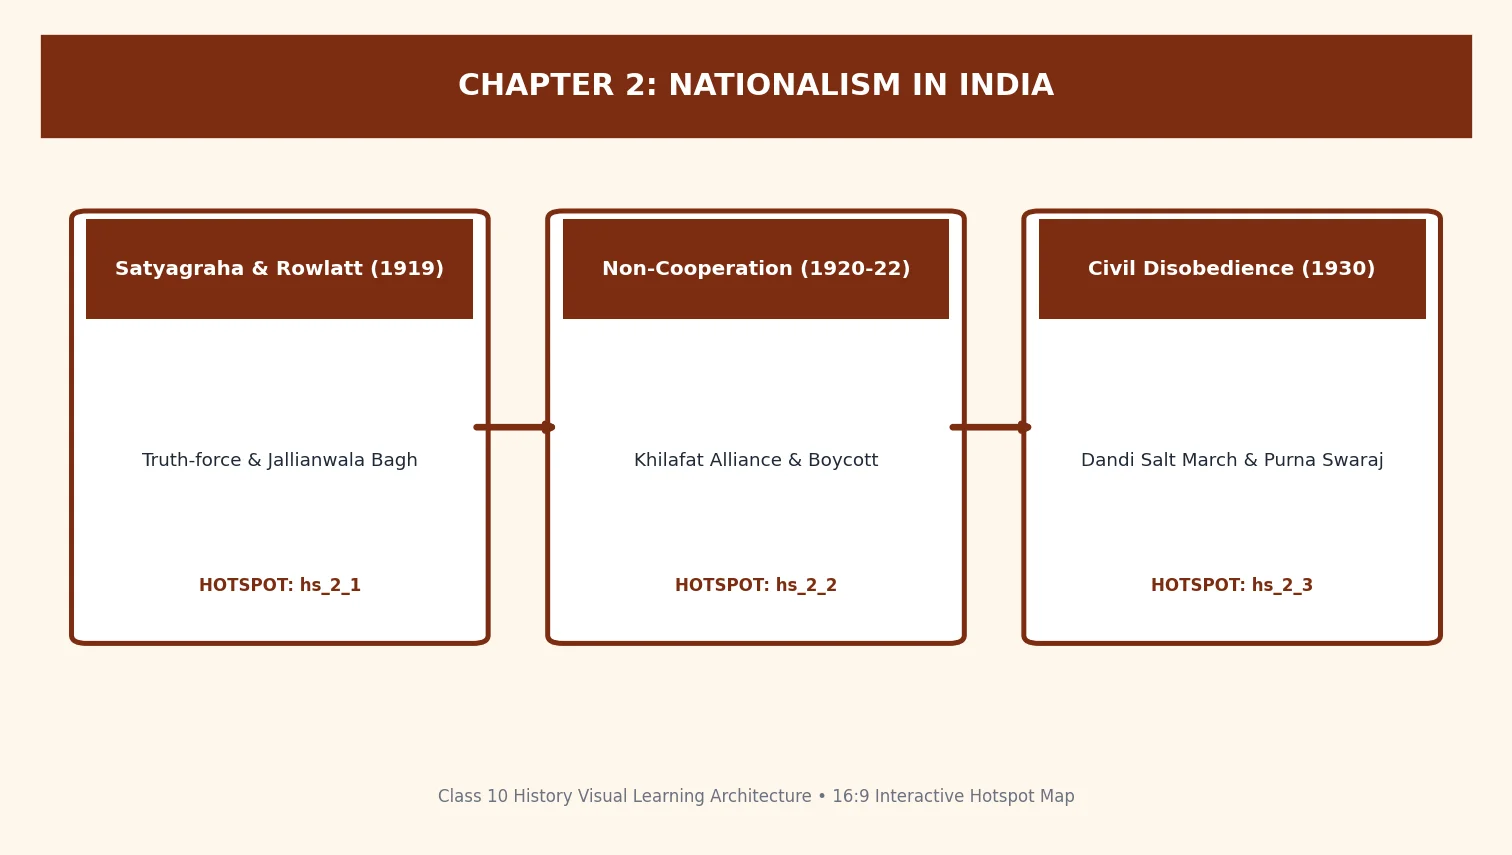 CHAPTER 2: NATIONALISM IN INDIA
Satyagraha & Rowlatt (1919)
Truth-force & Jallianwala Bagh
HOTSPOT: hs_2_1
Non-Cooperation (1920-22)
Khilafat Alliance & Boycott
HOTSPOT: hs_2_2
Civil Disobedience (1930)
Dandi Salt March & Purna Swaraj
HOTSPOT: hs_2_3
Class 10 History Visual Learning Architecture • 16:9 Interactive Hotspot Map